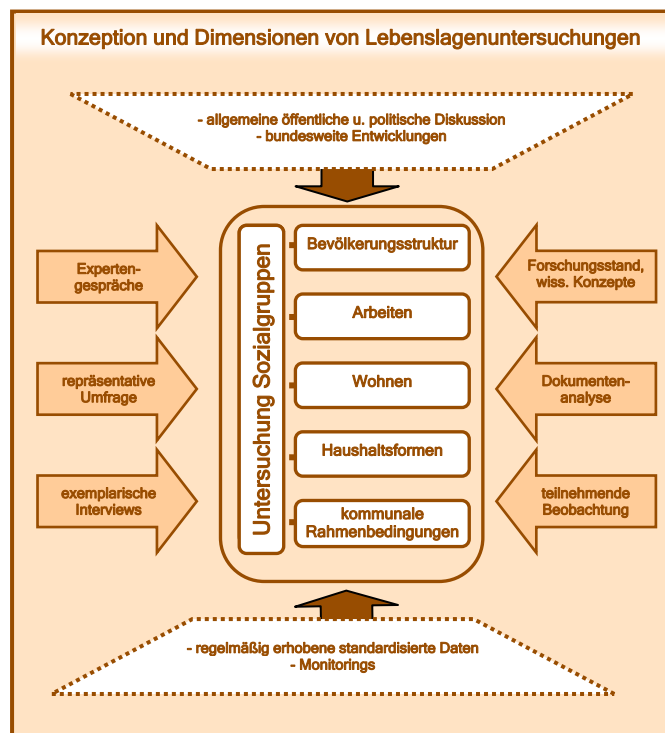 Konzeption und Dimensionen von Lebenslagenuntersuchungen
- allgemeine öffentliche u. politische Diskussion
- bundesweite Entwicklungen
Experten-
gespräche
repräsentative
Umfrage
exemplarische
Interviews
Untersuchung Sozialgruppen
Bevölkerungsstruktur
Arbeiten
Wohnen
Haushaltsformen
kommunale
Rahmenbedingungen
Forschungsstand,
wiss. Konzepte
Dokumenten-
analyse
teilnehmende
Beobachtung
- regelmäßig erhobene standardisierte Daten
- Monitorings